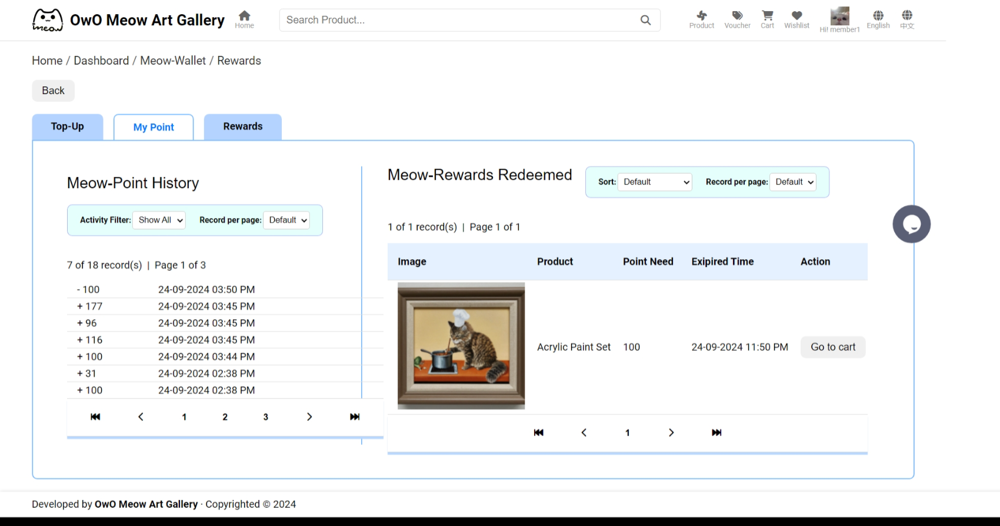 meow OwO Meow Art Gallery Home Search Product... Product Voucher Cart Wishlist Hi! member1 English 中文
Home / Dashboard / Meow-Wallet / Rewards
Back
Top-Up My Point Rewards
Meow-Point History
Activity Filter: Show All Record per page: Default
7 of 18 record(s) | Page 1 of 3
- 100 24-09-2024 03:50 PM
+ 177 24-09-2024 03:45 PM
+ 96 24-09-2024 03:45 PM
+ 116 24-09-2024 03:45 PM
+ 100 24-09-2024 03:44 PM
+ 31 24-09-2024 02:38 PM
+ 100 24-09-2024 02:38 PM
1 2 3
Meow-Rewards Redeemed
Sort: Default Record per page: Default
1 of 1 record(s) | Page 1 of 1
Image Product Point Need Exipired Time Action
Acrylic Paint Set 100 24-09-2024 11:50 PM Go to cart
1
Developed by OwO Meow Art Gallery · Copyrighted © 2024